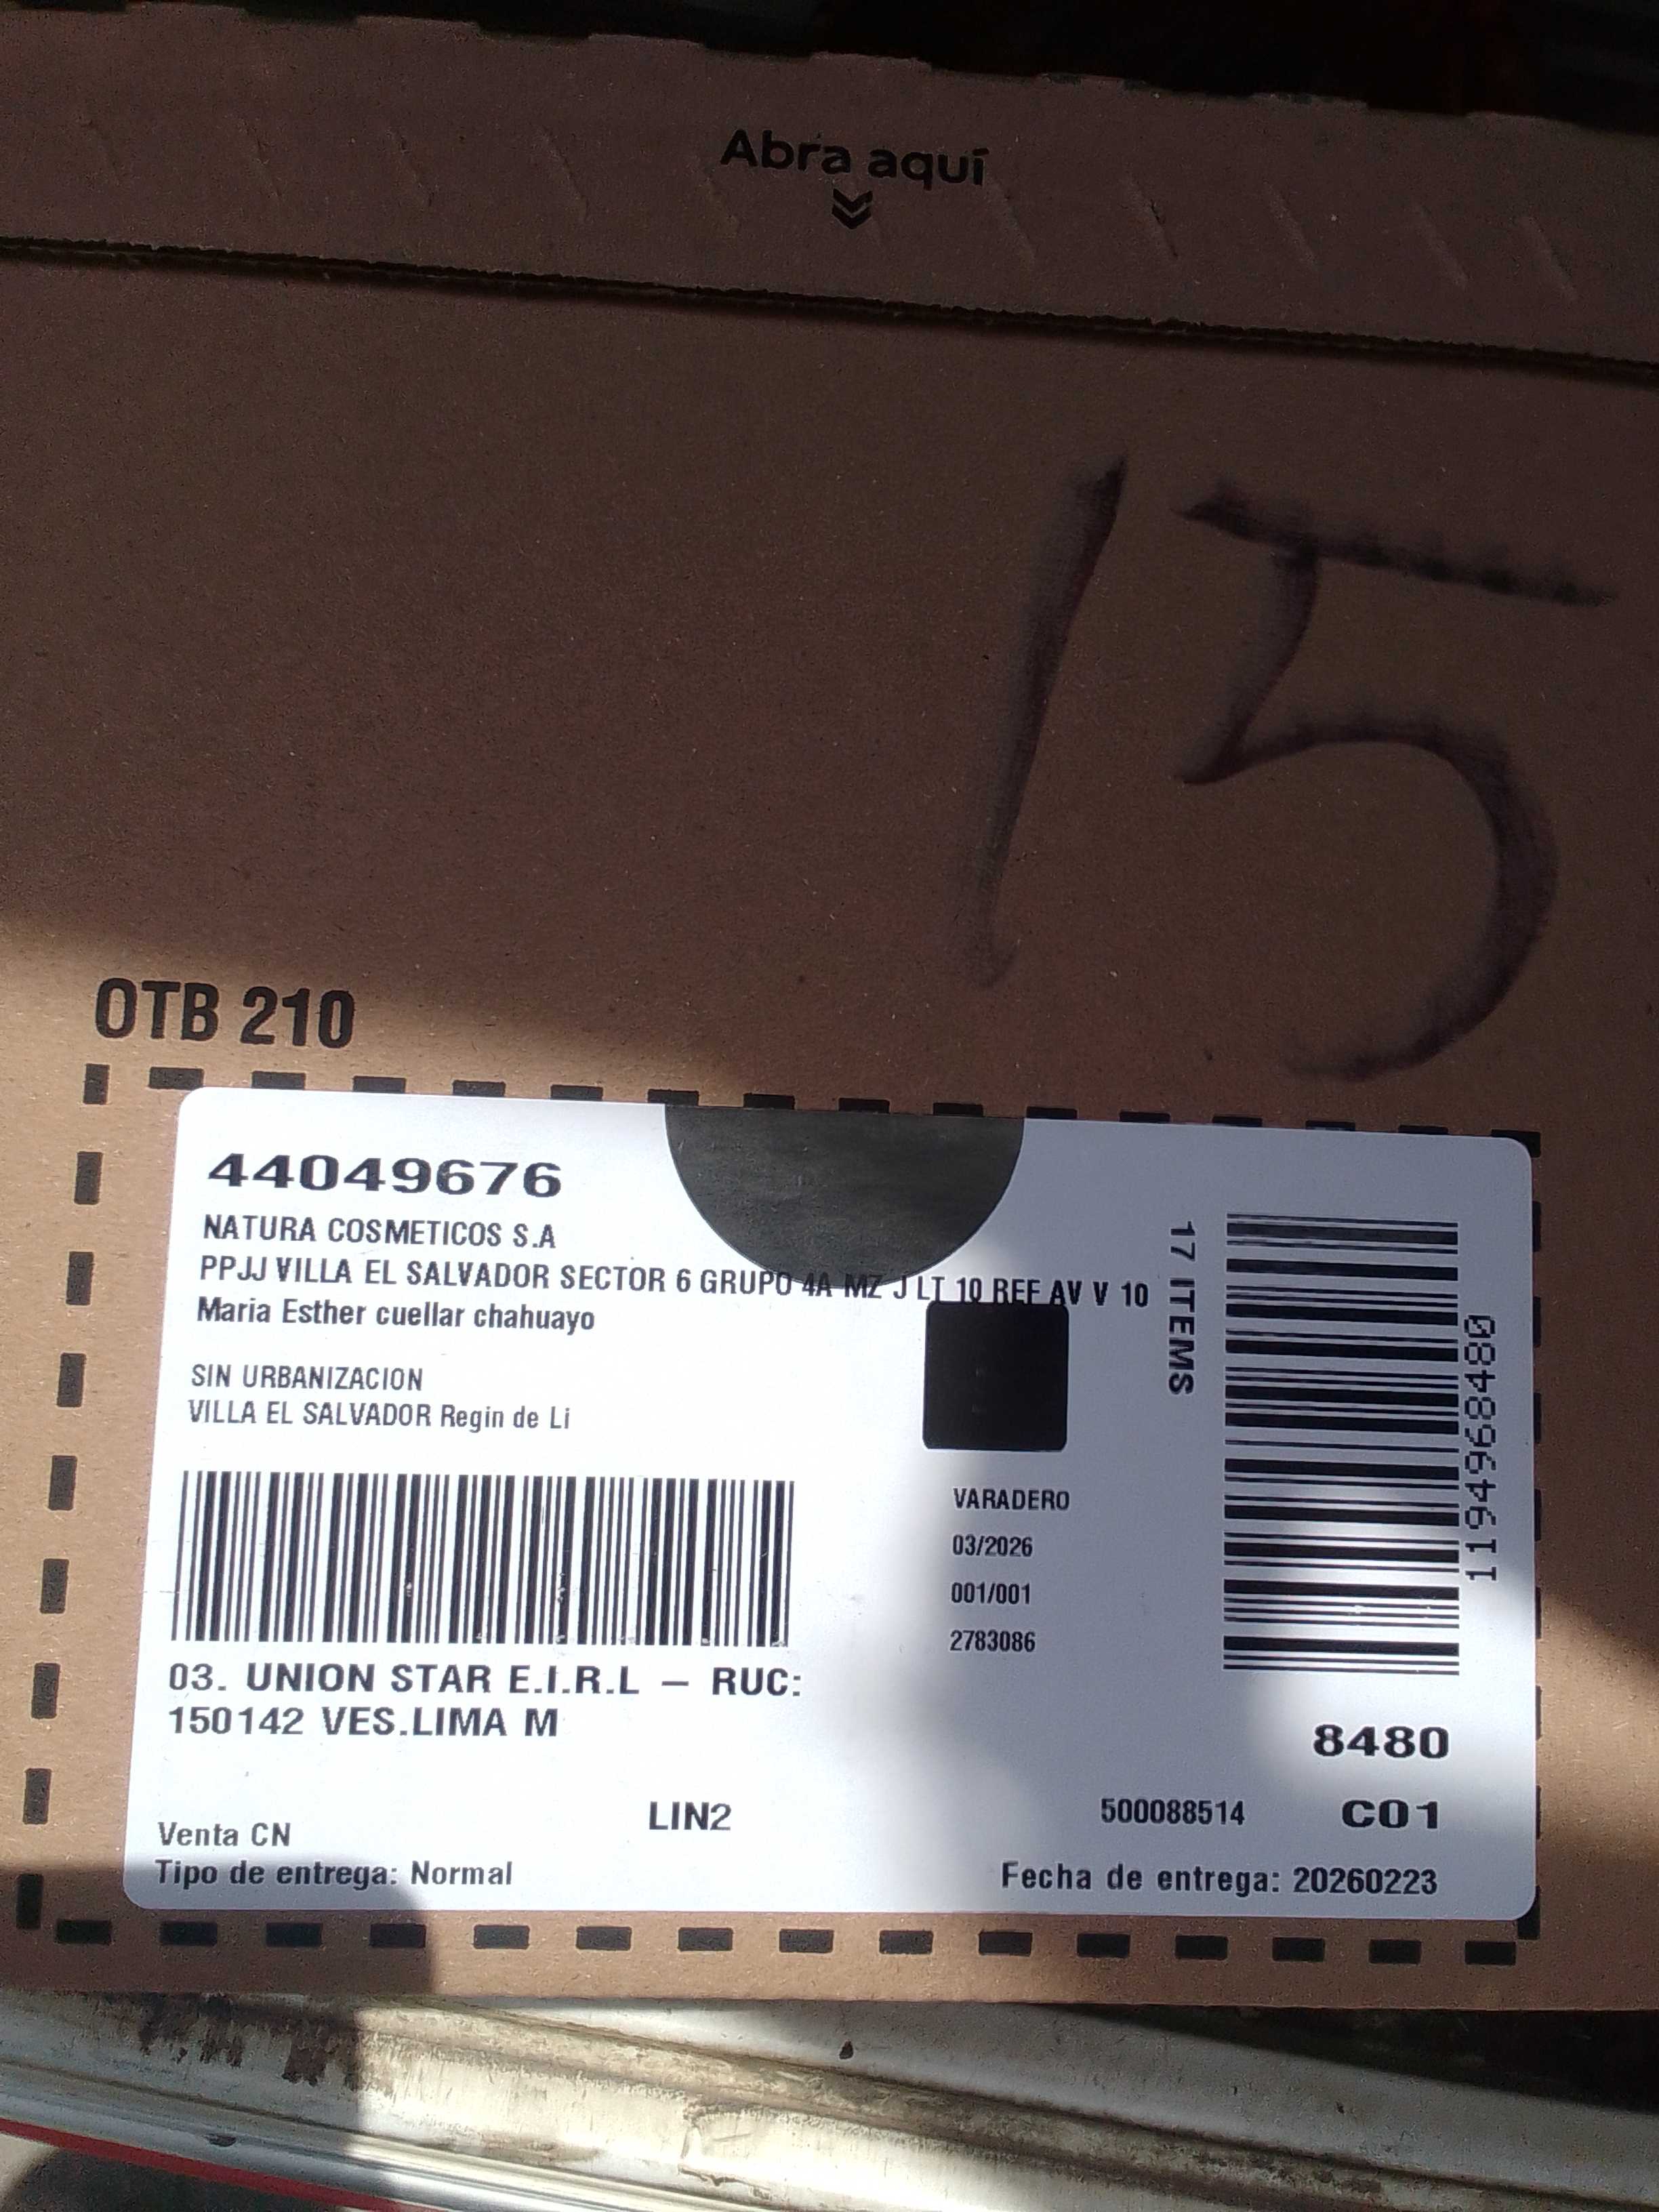 Abra aquí
15
OTB 210
44049676
NATURA COSMETICOS S.A
PPJJ VILLA EL SALVADOR SECTOR 6 GRUPO 4A MZ J LT 10 REF AV V 10
Maria Esther cuellar chahuayo
SIN URBANIZACION
VILLA EL SALVADOR Regin de Li
17 ITEMS
1194968480
VARADERO
03/2026
001/001
2783086
03. UNION STAR E.I.R.L – RUC:
150142 VES.LIMA M
8480
LIN2
500088514 C01
Venta CN
Tipo de entrega: Normal
Fecha de entrega: 20260223